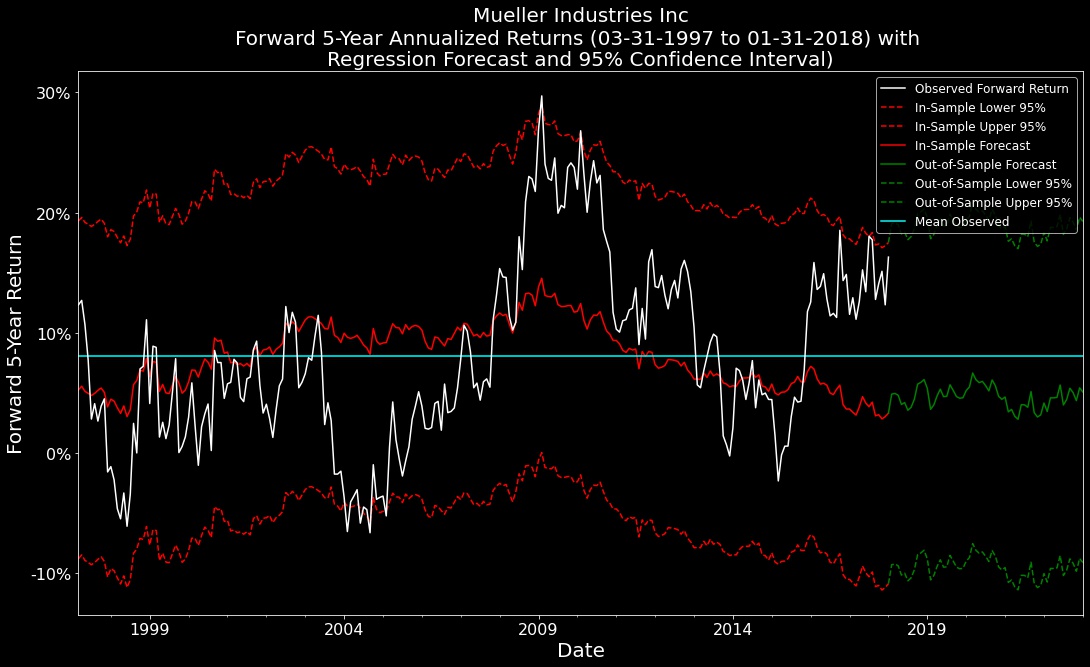 Mueller Industries Inc
Forward 5-Year Annualized Returns (03-31-1997 to 01-31-2018) with
Regression Forecast and 95% Confidence Interval)
Observed Forward Return
In-Sample Lower 95%
In-Sample Upper 95%
In-Sample Forecast
Out-of-Sample Forecast
Out-of-Sample Lower 95%
Out-of-Sample Upper 95%
Mean Observed
Forward 5-Year Return
30%
20%
10%
0%
-10%
1999
2004
2009
2014
2019
Date